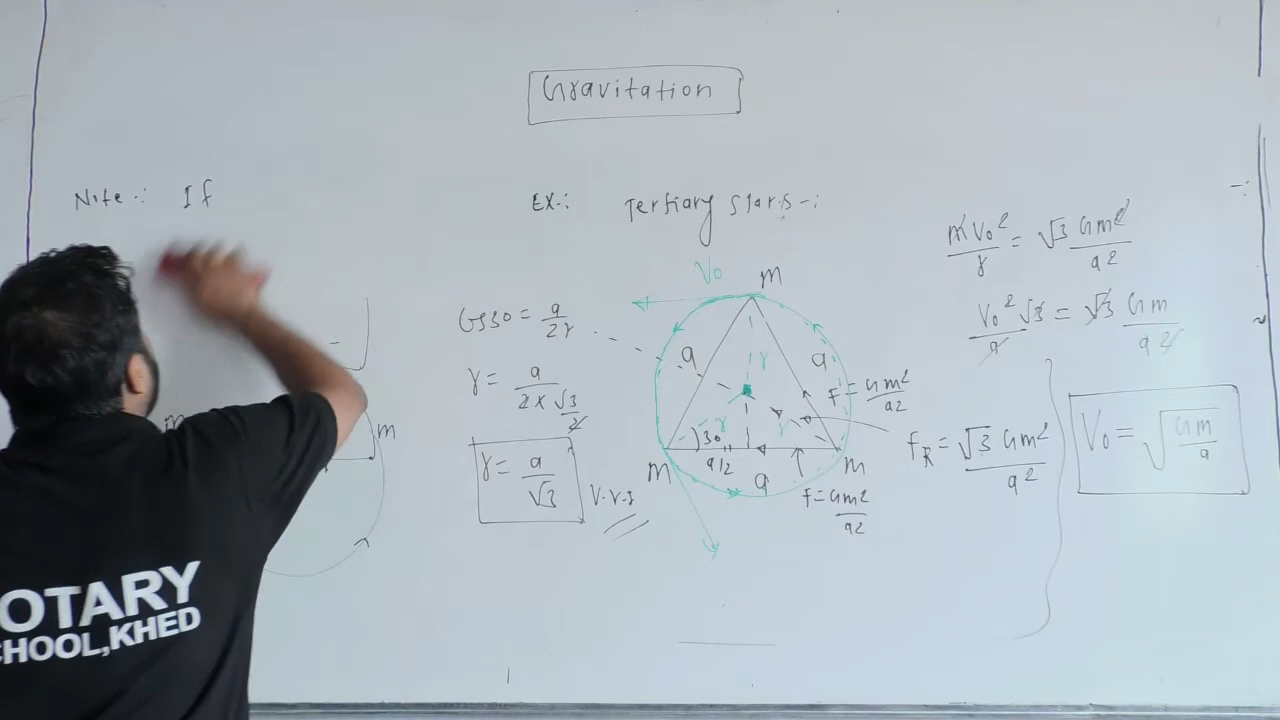 Gravitation
Note :- If
m
m
EX :- Tertiary Stars -:
Cos30 = a/2r
r = a/(2×√3/2)
r = a/√3
V.V.I
V₀
m
a
a
r
r
r
30
a/2
a
m
m
F = Gm²/a²
F = Gm²/a²
F_R = √3 Gm²/a²
mV₀²/r = √3 Gm²/a²
V₀²√3/a = √3 Gm/a²
V₀ = √(Gm/a)
OTARY
CHOOL,KHED